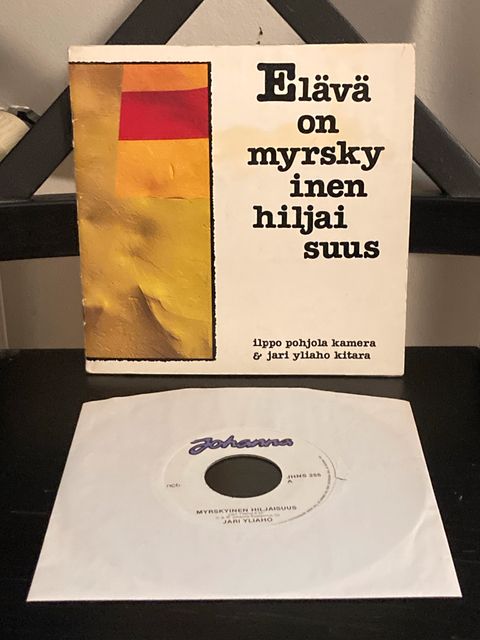 Elävä
on
myrsky
inen
hiljai
suus
ilppo pohjola kamera
& jari yliaho kitara
Johanna
ncb
JHNS 255
A
MYRSKYINEN HILJAISUUS
JARI YLIAHO